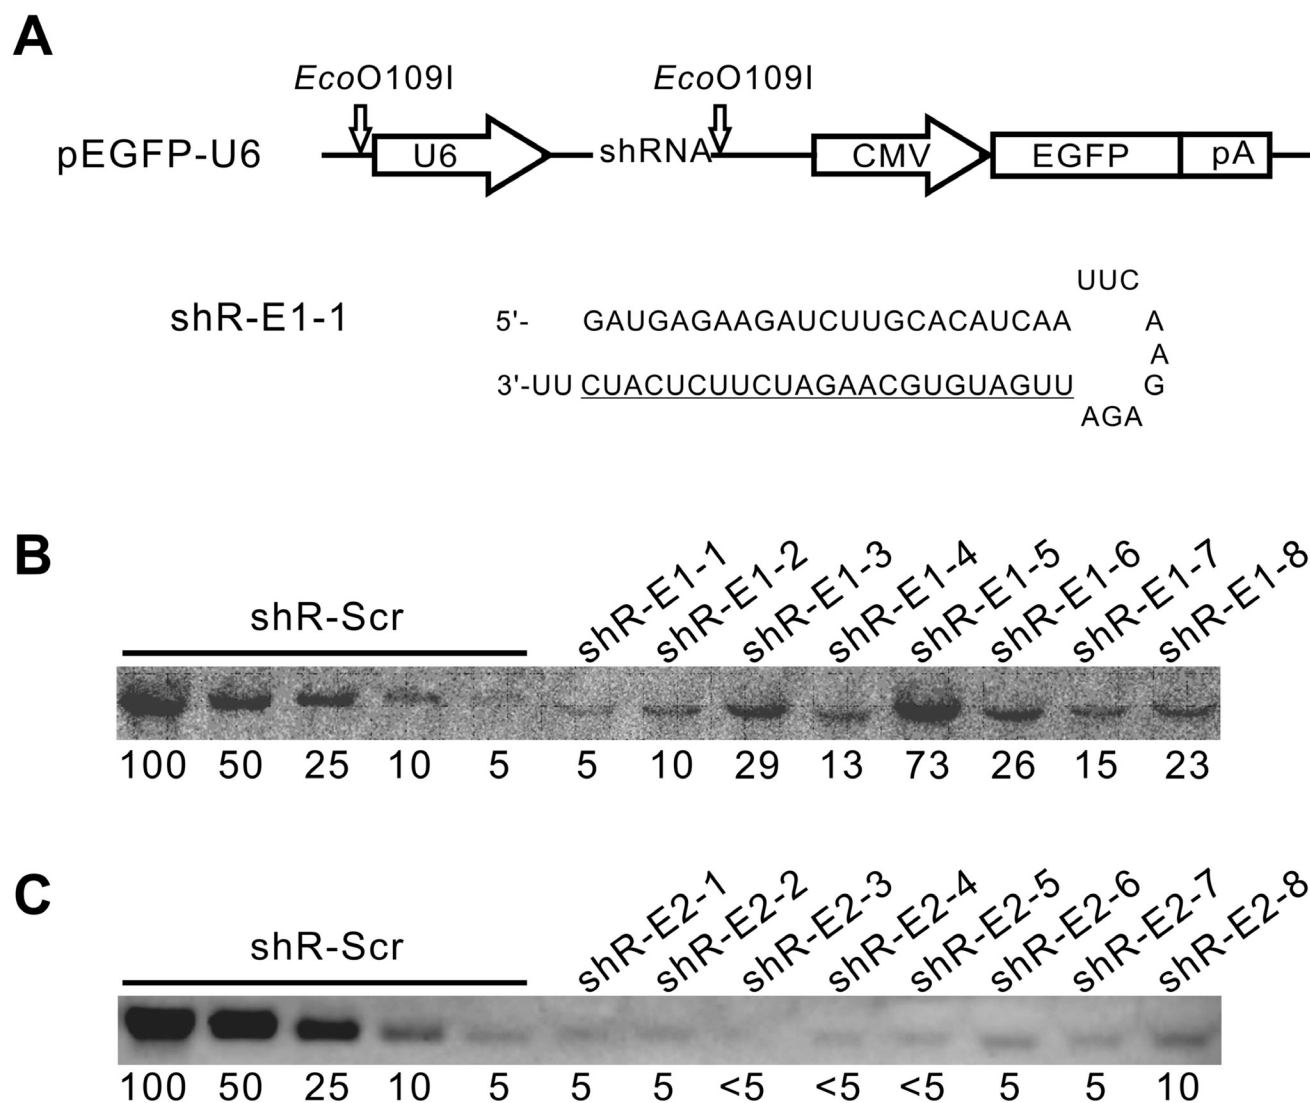 A
EcoO109I EcoO109I
pEGFP-U6 U6 shRNA CMV EGFP pA
UUC
shR-E1-1 5'- GAUGAGAAGAUCUUGCACAUCAA A
A
3'-UU CUACUCUUCUAGAACGUGUAGUU G
AGA
B
shR-Scr shR-E1-1 shR-E1-2 shR-E1-3 shR-E1-4 shR-E1-5 shR-E1-6 shR-E1-7 shR-E1-8
100 50 25 10 5 5 10 29 13 73 26 15 23
C
shR-Scr shR-E2-1 shR-E2-2 shR-E2-3 shR-E2-4 shR-E2-5 shR-E2-6 shR-E2-7 shR-E2-8
100 50 25 10 5 5 5 <5 <5 <5 5 5 10